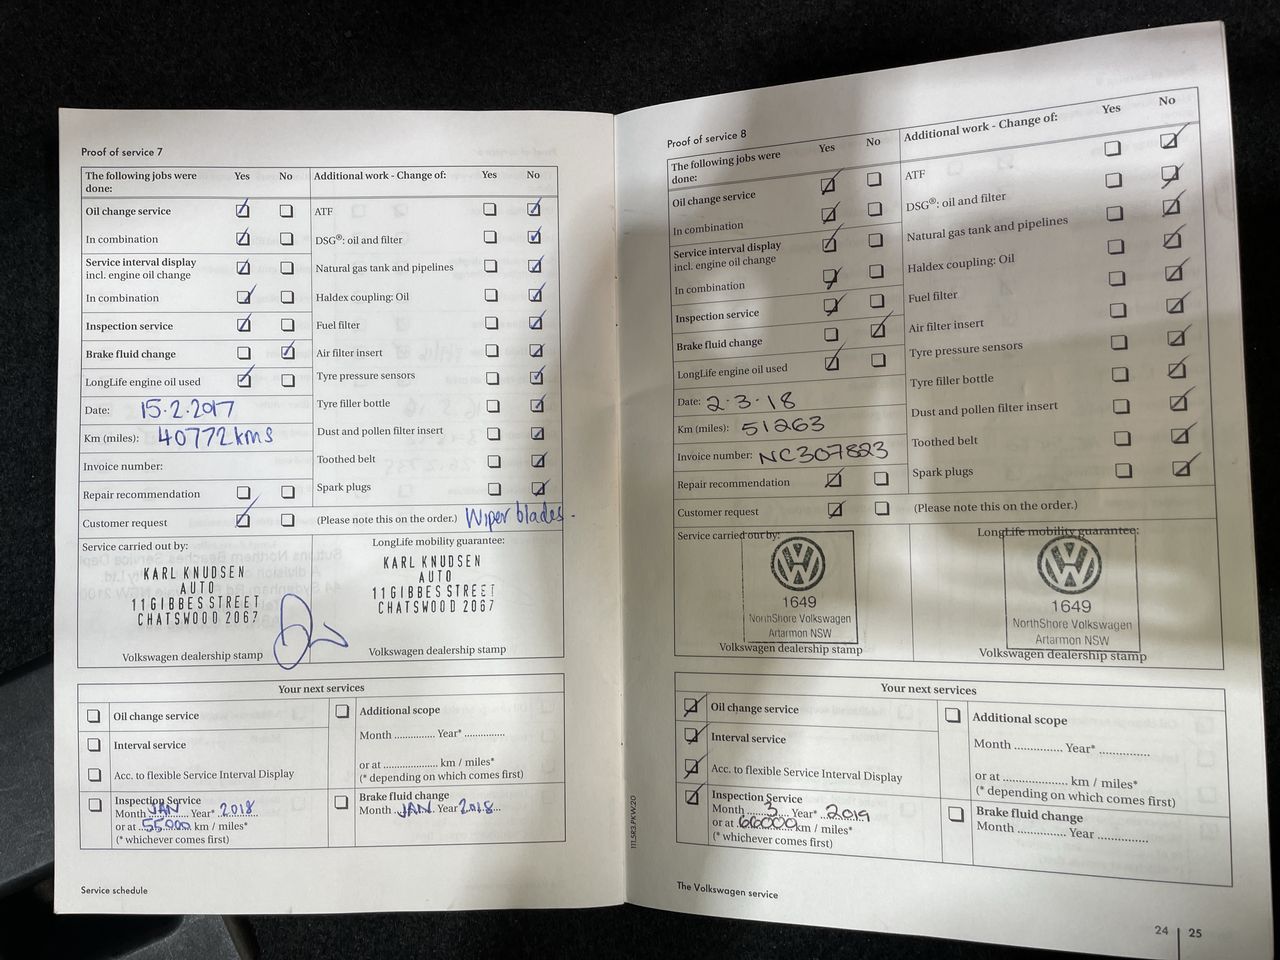 Proof of service 7
The following jobs were done: Yes No
Additional work - Change of: Yes No
Oil change service
ATF
In combination
DSG®: oil and filter
Service interval display
incl. engine oil change
Natural gas tank and pipelines
In combination
Haldex coupling: Oil
Inspection service
Fuel filter
Brake fluid change
Air filter insert
LongLife engine oil used
Tyre pressure sensors
Date: 15.2.2017
Tyre filler bottle
Km (miles): 40772kms
Dust and pollen filter insert
Invoice number:
Toothed belt
Repair recommendation
Spark plugs
Customer request
(Please note this on the order.) Wiper blades.
Service carried out by:
KARL KNUDSEN
AUTO
11 GIBBES STREET
CHATSWOOD 2067
Volkswagen dealership stamp
LongLife mobility guarantee:
KARL KNUDSEN
AUTO
11 GIBBES STREET
CHATSWOOD 2067
Volkswagen dealership stamp
Your next services
Oil change service
Interval service
Acc. to flexible Service Interval Display
Inspection Service
Month JAN Year* 2018
or at 55000 km / miles*
(* whichever comes first)
Additional scope
Month .............. Year* ..............
or at .................... km / miles*
(* depending on which comes first)
Brake fluid change
Month JAN Year 2018
Service schedule
Proof of service 8
The following jobs were done: Yes No
Additional work - Change of: Yes No
Oil change service
ATF
In combination
DSG®: oil and filter
Service interval display
incl. engine oil change
Natural gas tank and pipelines
In combination
Haldex coupling: Oil
Inspection service
Fuel filter
Brake fluid change
Air filter insert
LongLife engine oil used
Tyre pressure sensors
Date: 2.3.18
Tyre filler bottle
Km (miles): 51263
Dust and pollen filter insert
Invoice number: NC307823
Toothed belt
Repair recommendation
Spark plugs
Customer request
(Please note this on the order.)
Service carried out by:
1649
NorthShore Volkswagen
Artarmon NSW
Volkswagen dealership stamp
LongLife mobility guarantee:
1649
NorthShore Volkswagen
Artarmon NSW
Volkswagen dealership stamp
Your next services
Oil change service
Interval service
Acc. to flexible Service Interval Display
Inspection Service
Month 3 Year* 2019
or at 66000 km / miles*
(* whichever comes first)
Additional scope
Month .............. Year* ..............
or at .................... km / miles*
(* depending on which comes first)
Brake fluid change
Month .............. Year ..............
111.5R3.PKW.20
The Volkswagen service
24 | 25